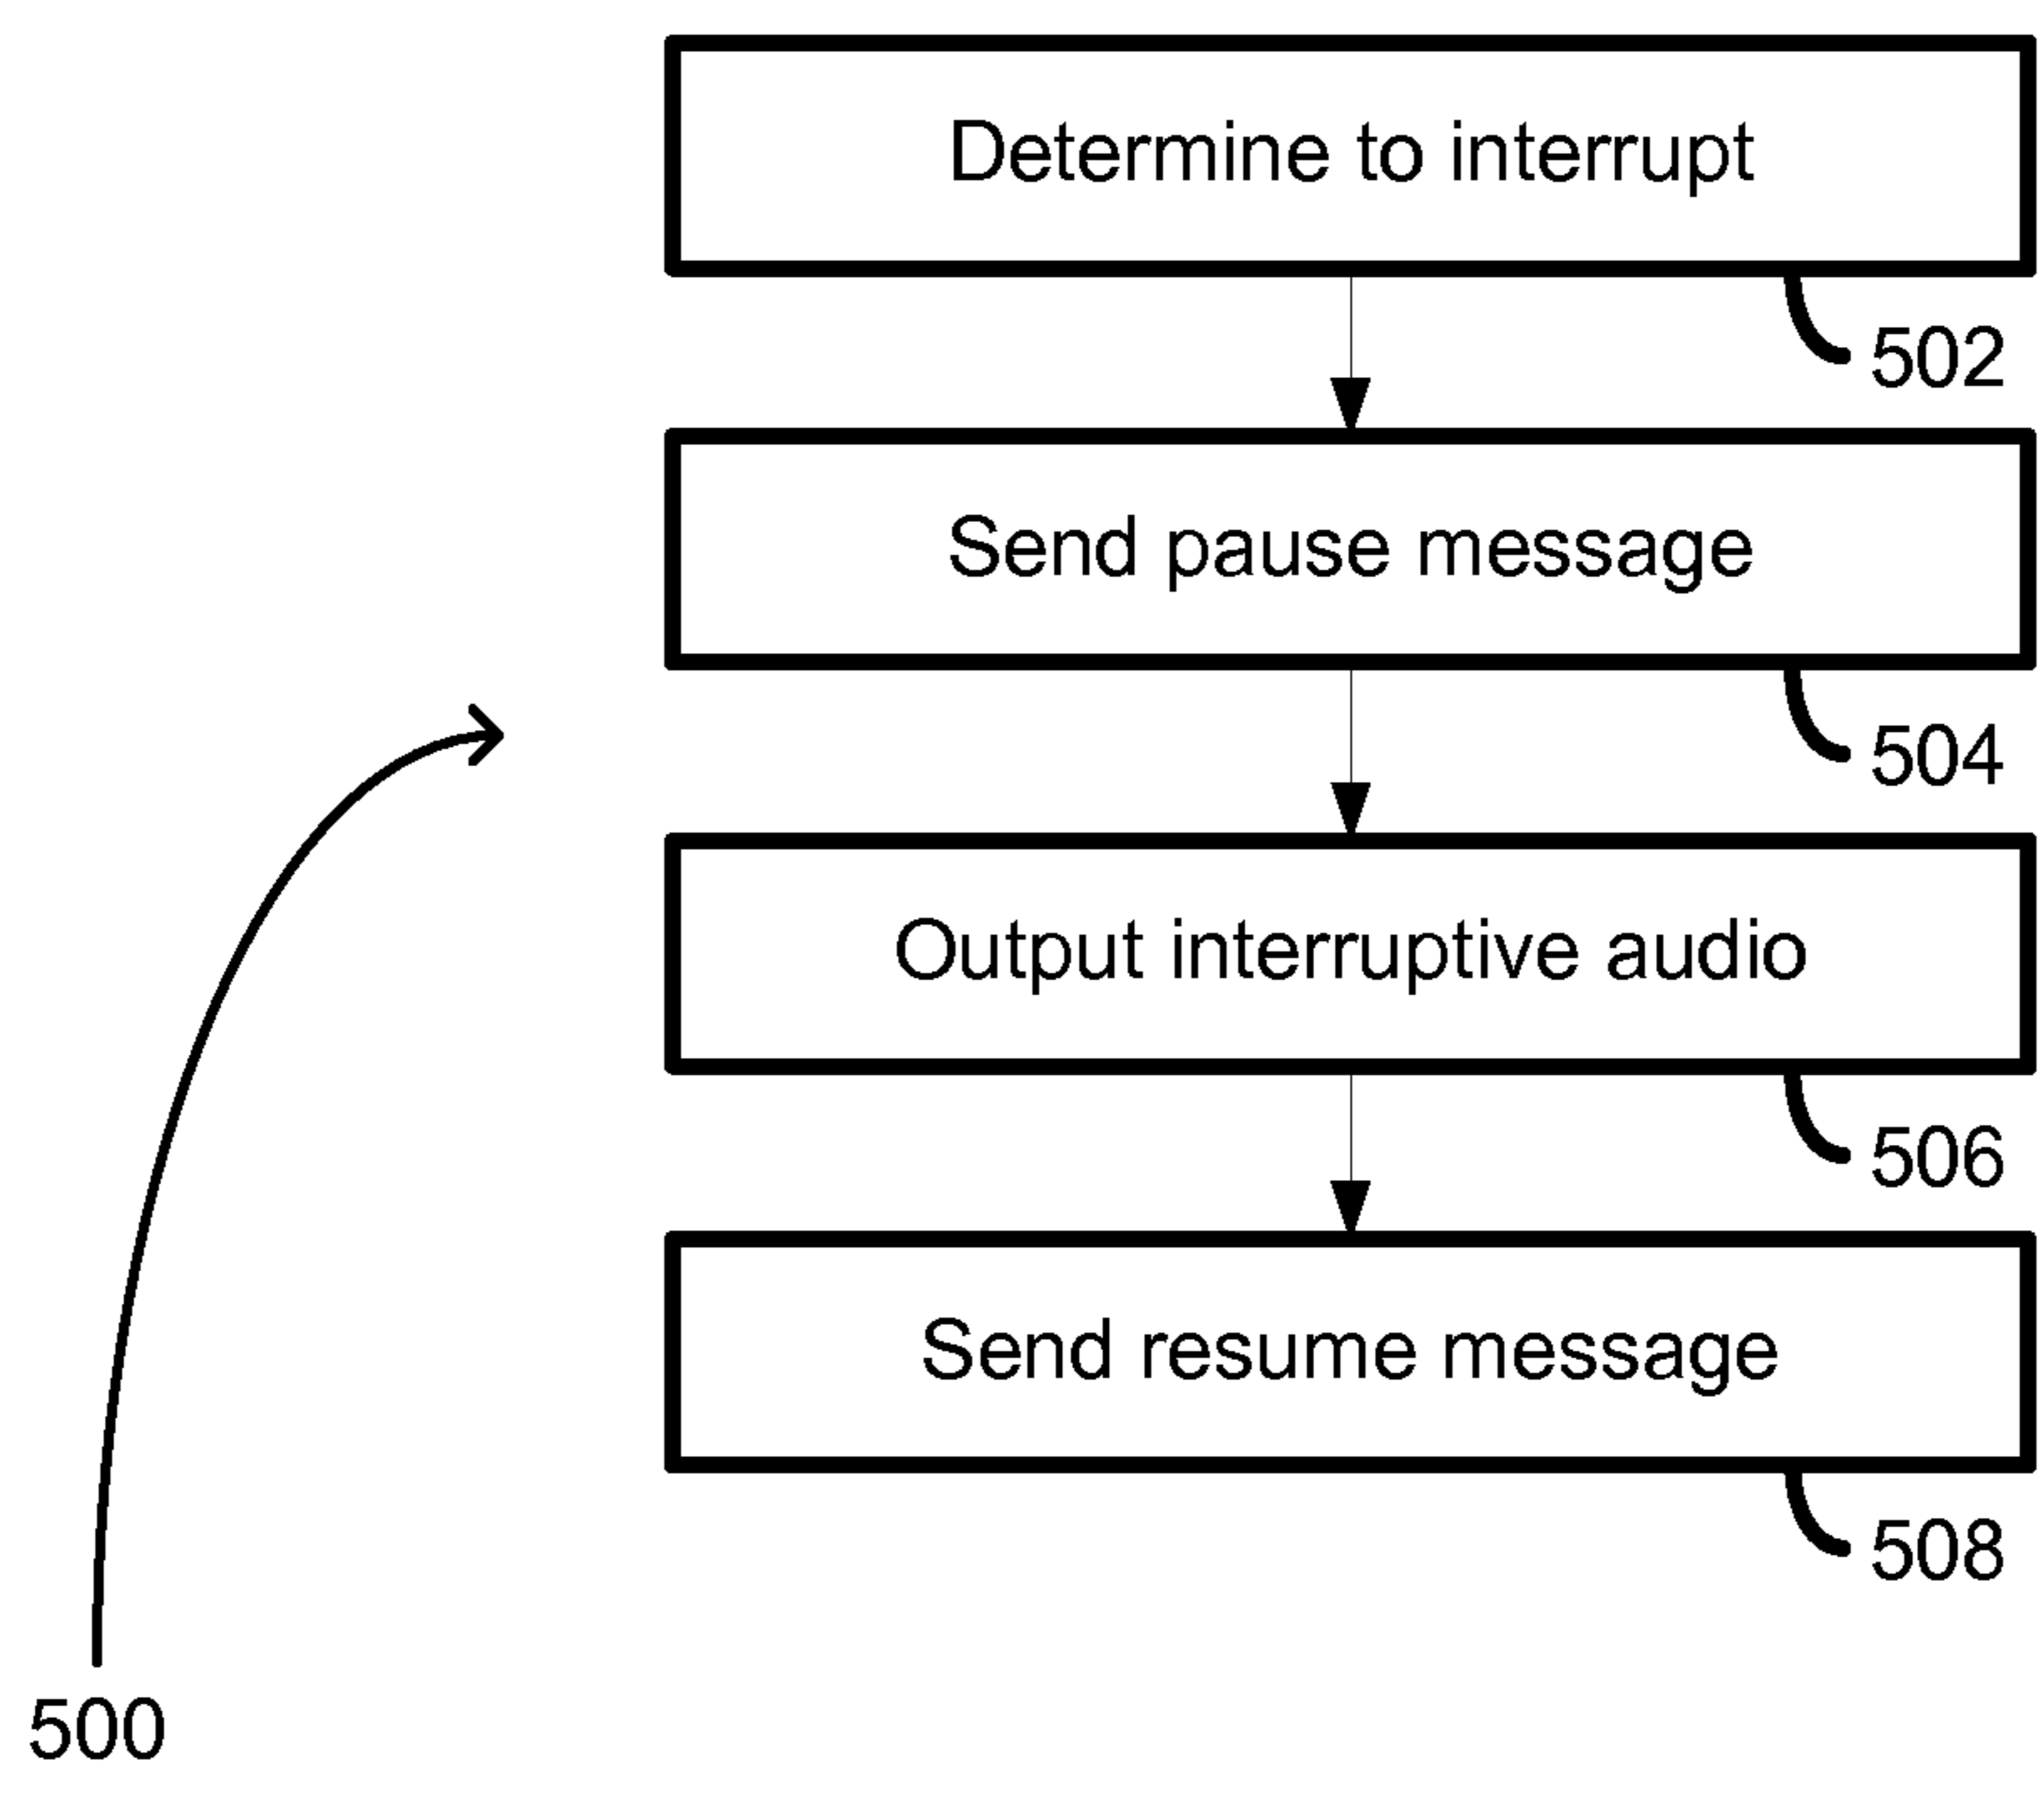 Determine to interrupt
502
Send pause message
504
Output interruptive audio
506
Send resume message
508
500